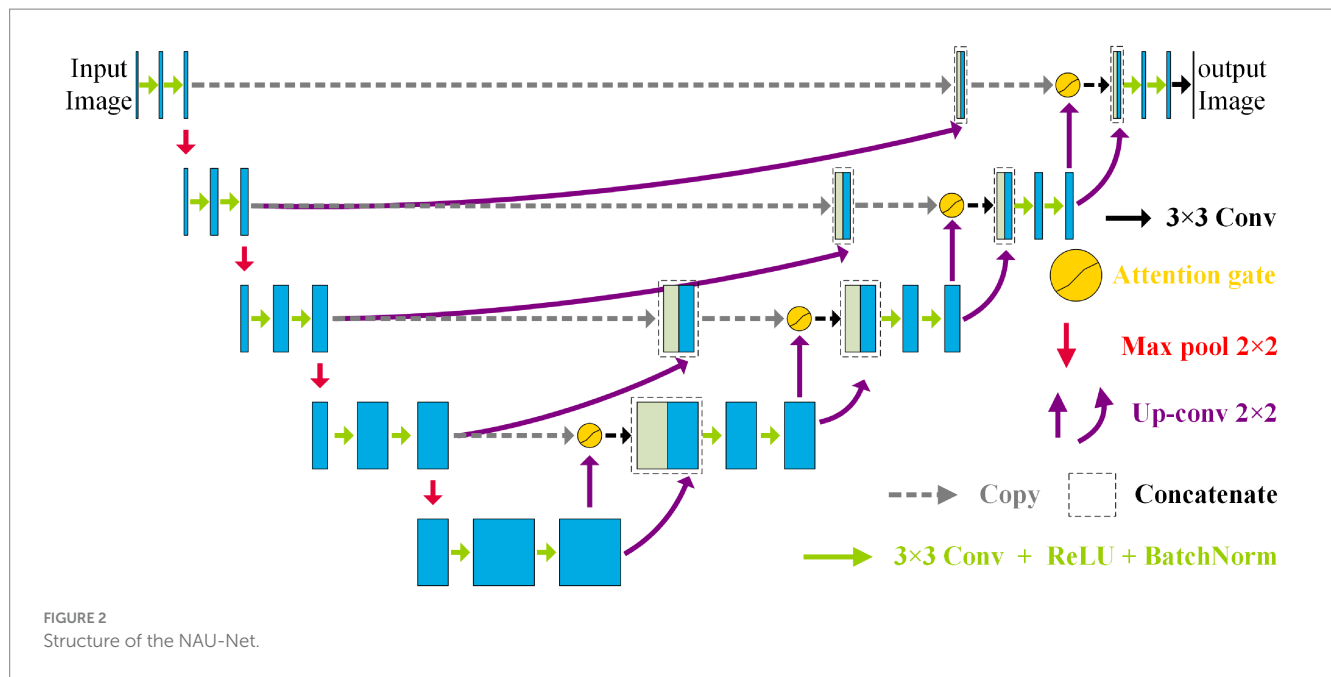 Input
Image
output
Image
3×3 Conv
Attention gate
Max pool 2×2
Up-conv 2×2
Copy
Concatenate
3×3 Conv + ReLU + BatchNorm
FIGURE 2
Structure of the NAU-Net.